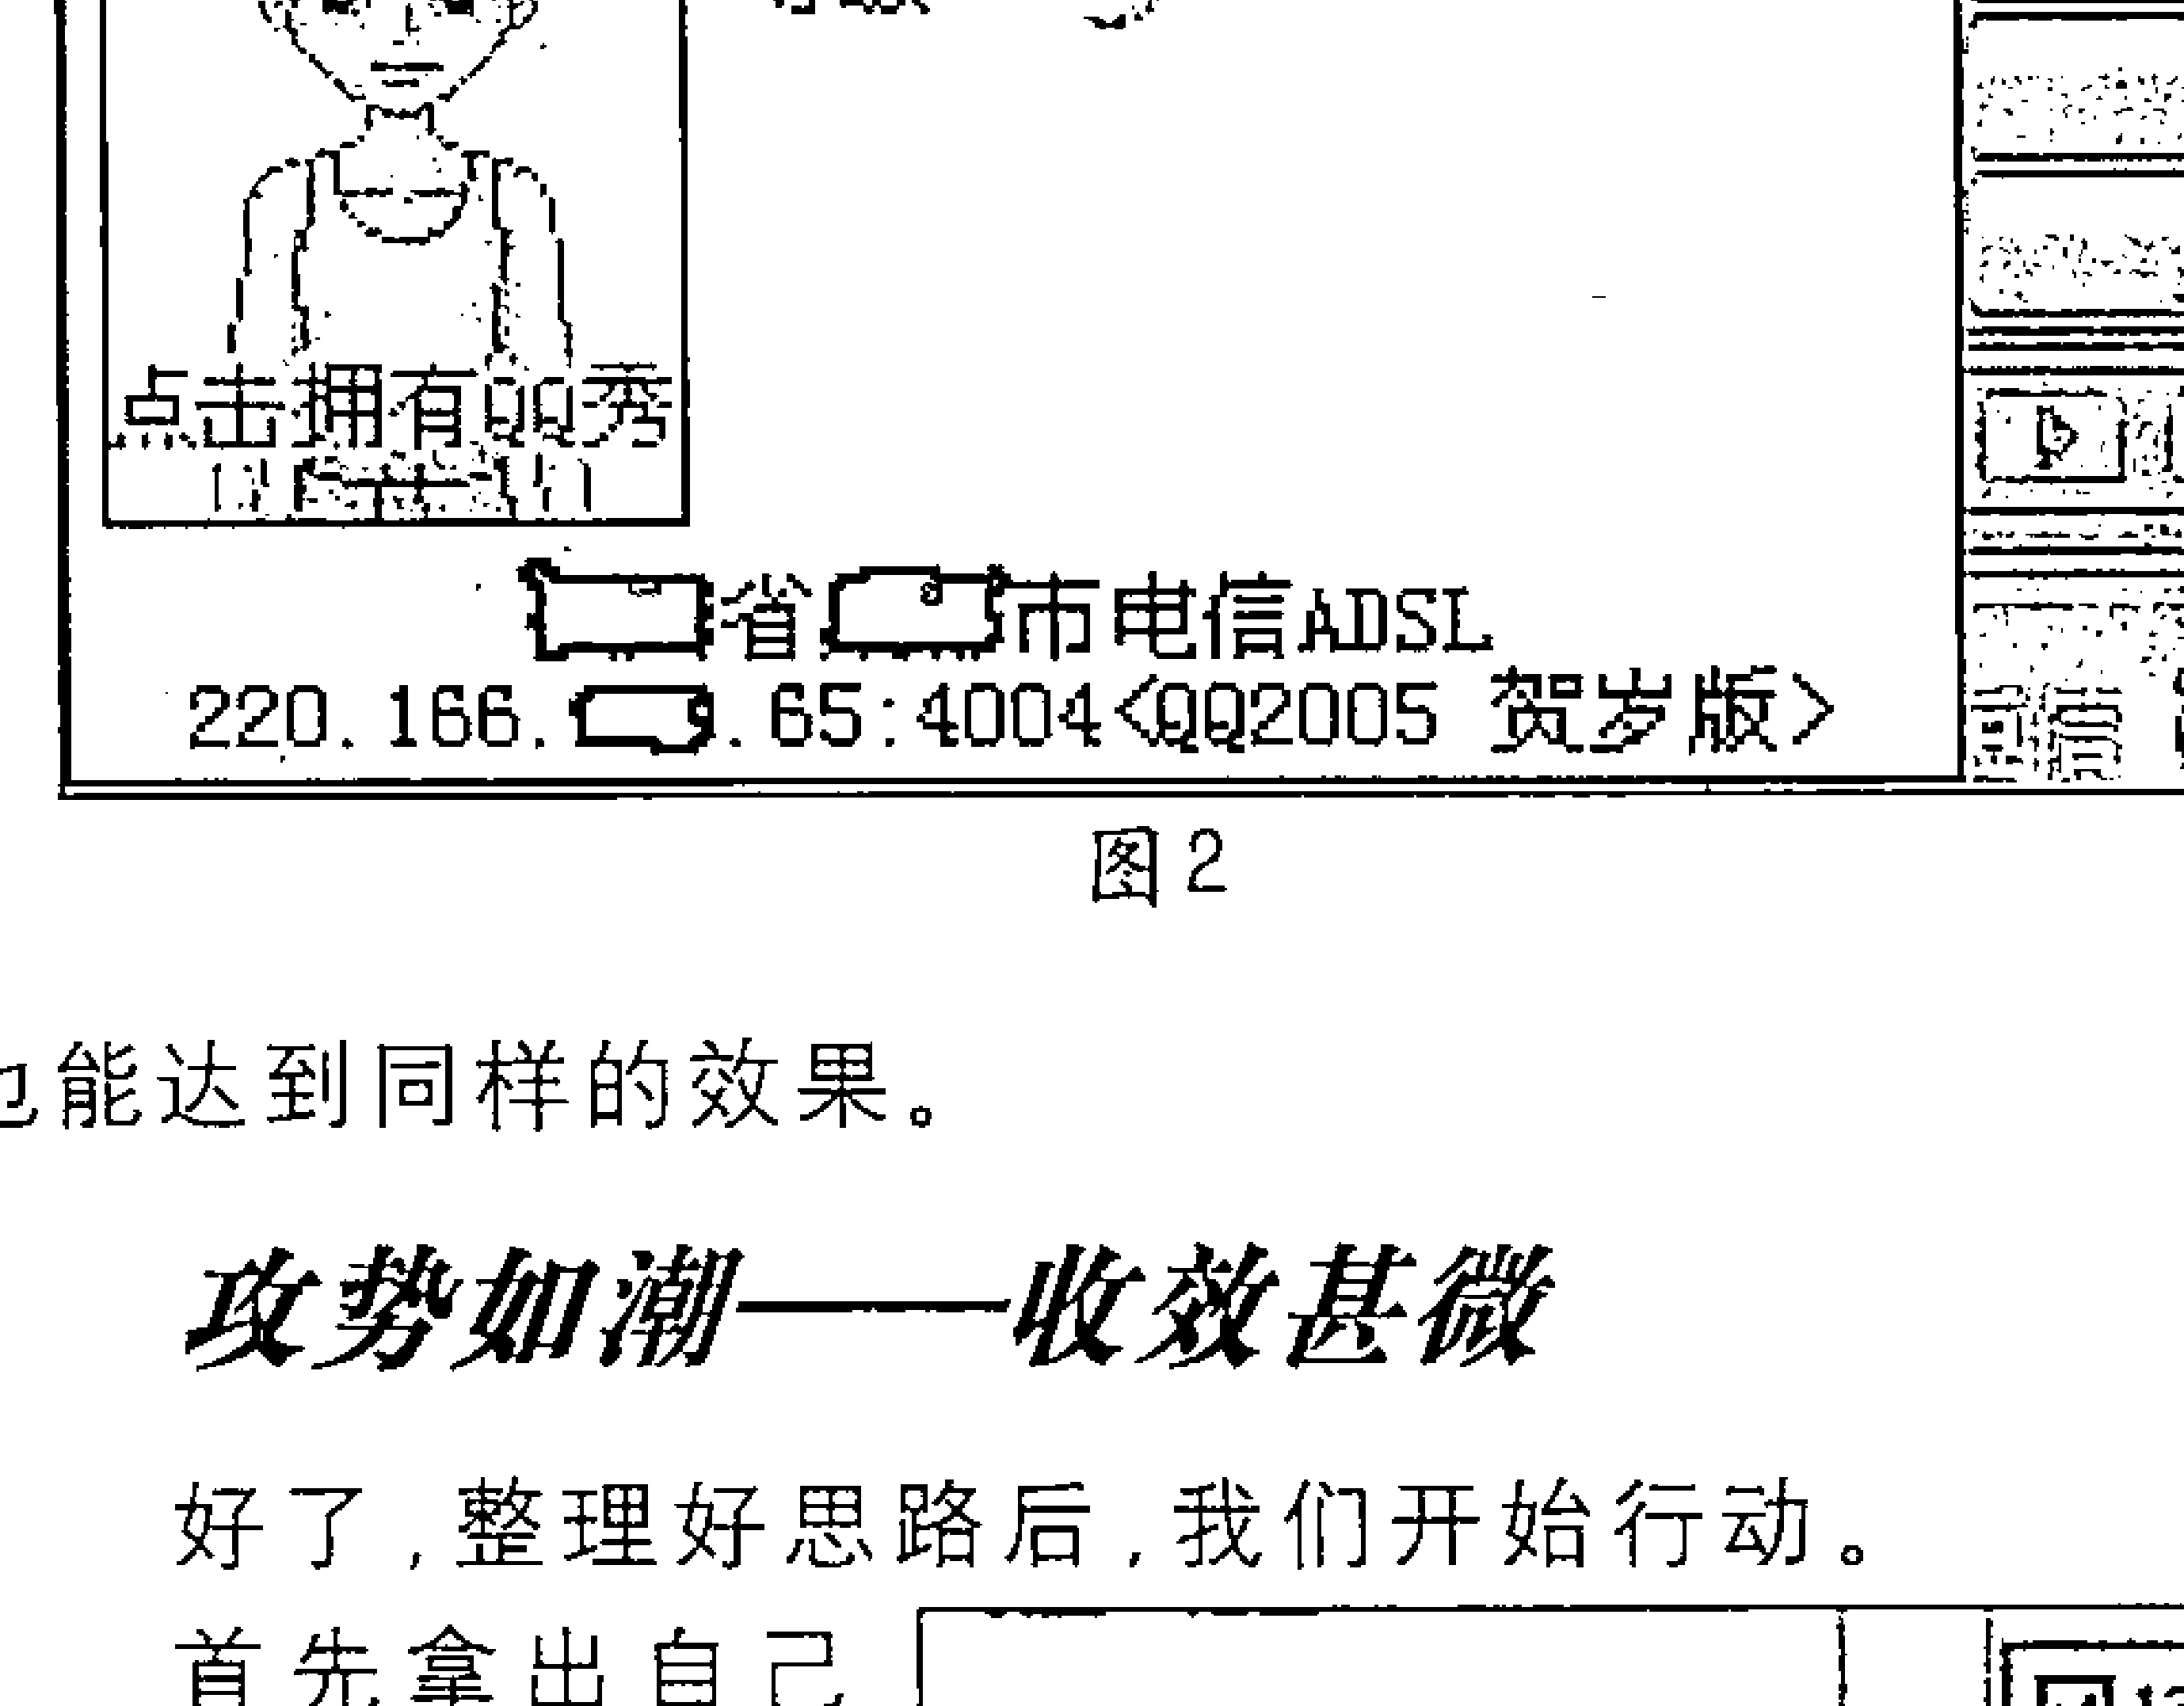 点击拥有QQ秀
省 市电信ADSL
220.166. .65:4004<QQ2005 贺岁版>
图2
也能达到同样的效果。
攻势如潮——收效甚微
好了,整理好思路后,我们开始行动。
首先拿出自己